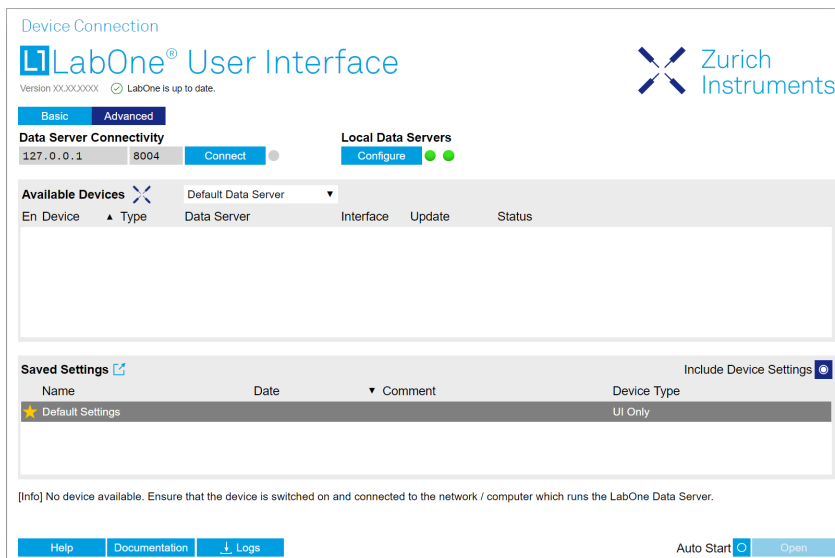 Device Connection
L1 LabOne® User Interface
Zurich
Instruments
Version XX.XX.XXXX LabOne is up to date.
Basic Advanced
Data Server Connectivity Local Data Servers
127.0.0.1 8004 Connect Configure
Available Devices Default Data Server ▼
En Device ▲ Type Data Server Interface Update Status
Saved Settings Include Device Settings
Name Date ▼ Comment Device Type
Default Settings UI Only
[Info] No device available. Ensure that the device is switched on and connected to the network / computer which runs the LabOne Data Server.
Help Documentation Logs Auto Start Open